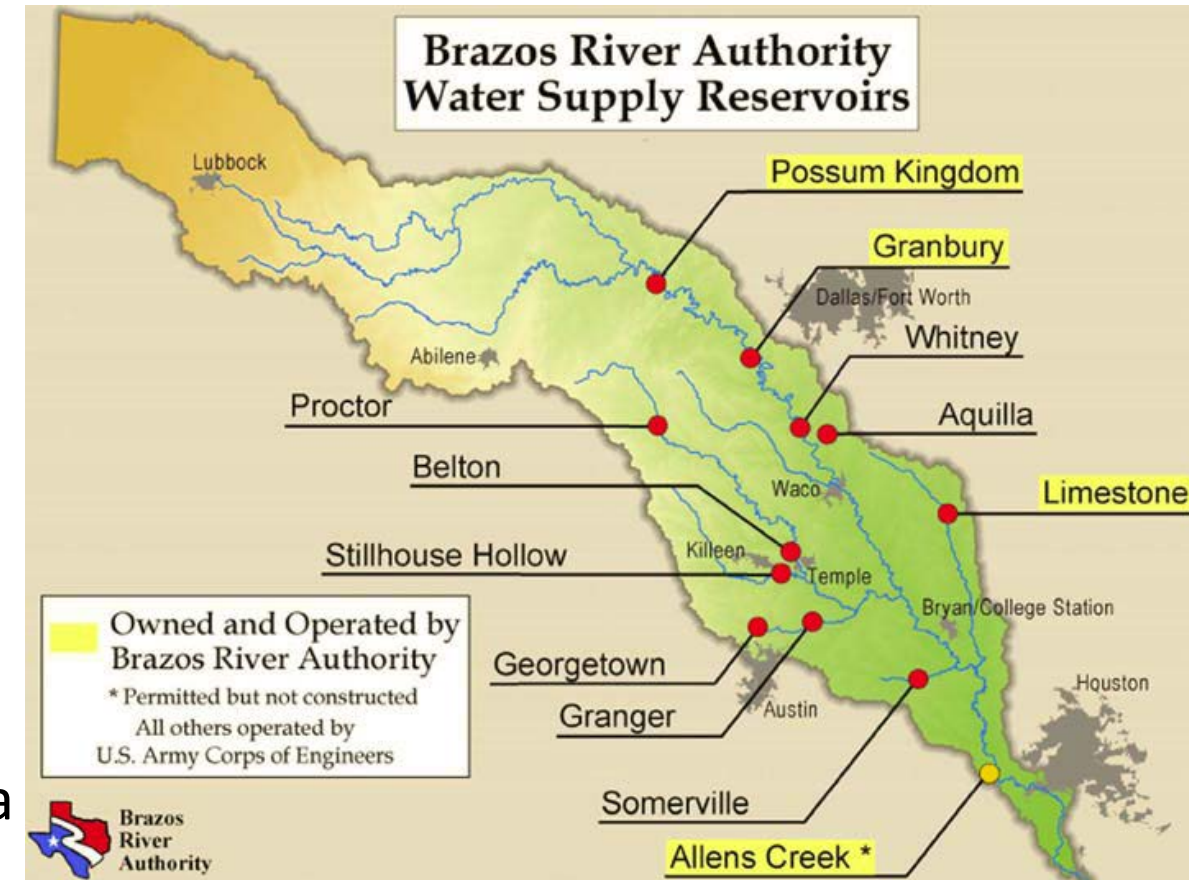 Brazos River Authority
Water Supply Reservoirs
Lubbock
Possum Kingdom
Granbury
Dallas/Fort Worth
Whitney
Abilene
Proctor
Aquilla
Belton
Waco
Limestone
Stillhouse Hollow
Killeen
Temple
Bryan/College Station
Georgetown
Granger
Austin
Houston
Somerville
Allens Creek *
Owned and Operated by
Brazos River Authority
* Permitted but not constructed
All others operated by
U.S. Army Corps of Engineers
a
Brazos
River
Authority